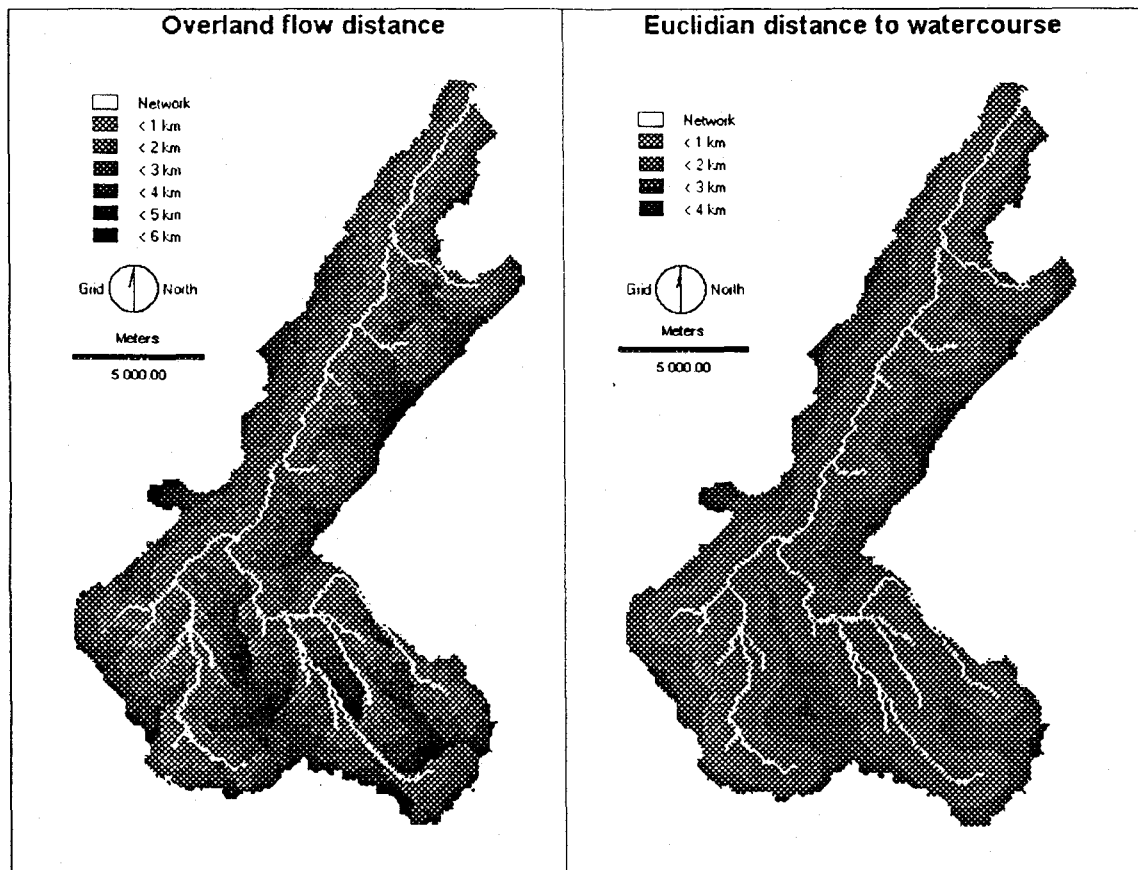 Overland flow distance
Network
< 1 km
< 2 km
< 3 km
< 4 km
< 5 km
< 6 km
Grid North
Meters
5 000.00
Euclidian distance to watercourse
Network
< 1 km
< 2 km
< 3 km
< 4 km
Grid North
Meters
5 000.00